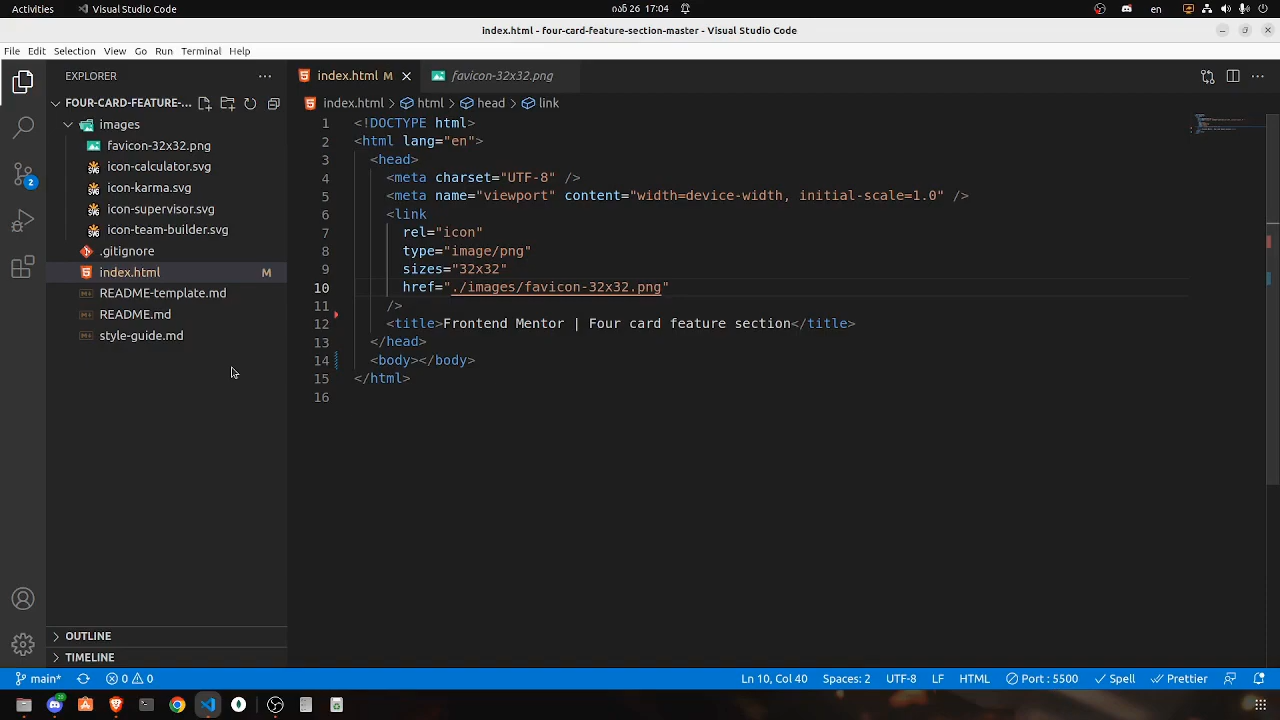 Activities
Visual Studio Code
იან 26 17:04
en
index.html - four-card-feature-section-master - Visual Studio Code
File Edit Selection View Go Run Terminal Help
EXPLORER
FOUR-CARD-FEATURE-...
images
favicon-32x32.png
icon-calculator.svg
icon-karma.svg
icon-supervisor.svg
icon-team-builder.svg
.gitignore
index.html M
README-template.md
README.md
style-guide.md
OUTLINE
TIMELINE
2
index.html M
favicon-32x32.png
index.html > html > head > link
1 <!DOCTYPE html>
2 <html lang="en">
3 <head>
4 <meta charset="UTF-8" />
5 <meta name="viewport" content="width=device-width, initial-scale=1.0" />
6 <link
7 rel="icon"
8 type="image/png"
9 sizes="32x32"
10 href="./images/favicon-32x32.png"
11 />
12 <title>Frontend Mentor | Four card feature section</title>
13 </head>
14 <body></body>
15 </html>
16
main* 0 0 Ln 10, Col 40 Spaces: 2 UTF-8 LF HTML Port : 5500 Spell Prettier